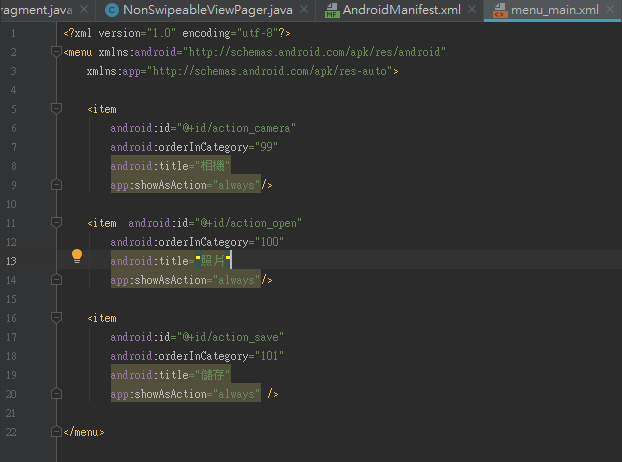 ragment.java
NonSwipeableViewPager.java
AndroidManifest.xml
menu_main.xml
1 <?xml version="1.0" encoding="utf-8"?>
2 <menu xmlns:android="http://schemas.android.com/apk/res/android"
3 xmlns:app="http://schemas.android.com/apk/res-auto">
4
5 <item
6 android:id="@+id/action_camera"
7 android:orderInCategory="99"
8 android:title="相機"
9 app:showAsAction="always"/>
10
11 <item android:id="@+id/action_open"
12 android:orderInCategory="100"
13 android:title="照片"
14 app:showAsAction="always"/>
15
16 <item
17 android:id="@+id/action_save"
18 android:orderInCategory="101"
19 android:title="儲存"
20 app:showAsAction="always" />
21
22 </menu>